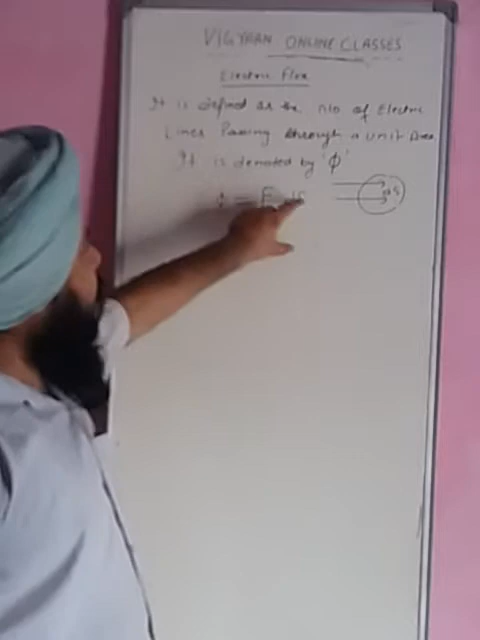 VIGYAAN ONLINE CLASSES
Electric Flux
It is defined as the n/o of Electric
Lines Passing through a unit Area
It is denoted by 'ϕ'
ϕ = E
ds